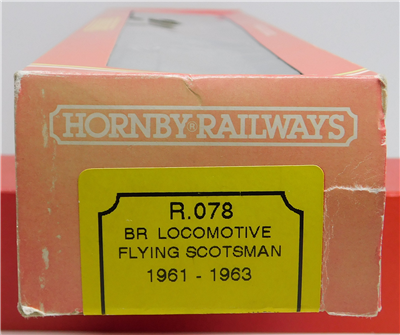 HORNBY® RAILWAYS
R.078
BR LOCOMOTIVE
FLYING SCOTSMAN
1961 - 1963